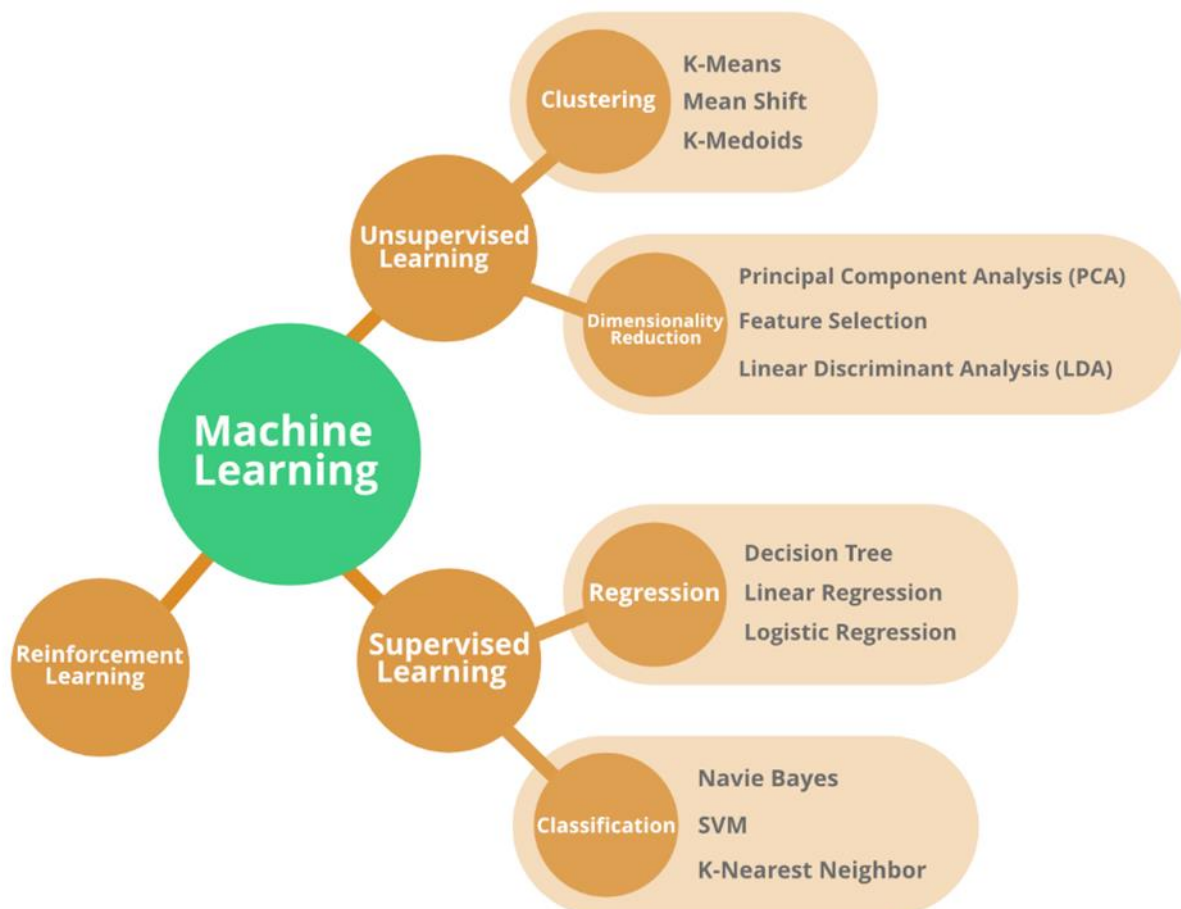 Clustering
K-Means
Mean Shift
K-Medoids
Unsupervised
Learning
Dimensionality
Reduction
Principal Component Analysis (PCA)
Feature Selection
Linear Discriminant Analysis (LDA)
Machine
Learning
Reinforcement
Learning
Supervised
Learning
Regression
Decision Tree
Linear Regression
Logistic Regression
Classification
Navie Bayes
SVM
K-Nearest Neighbor